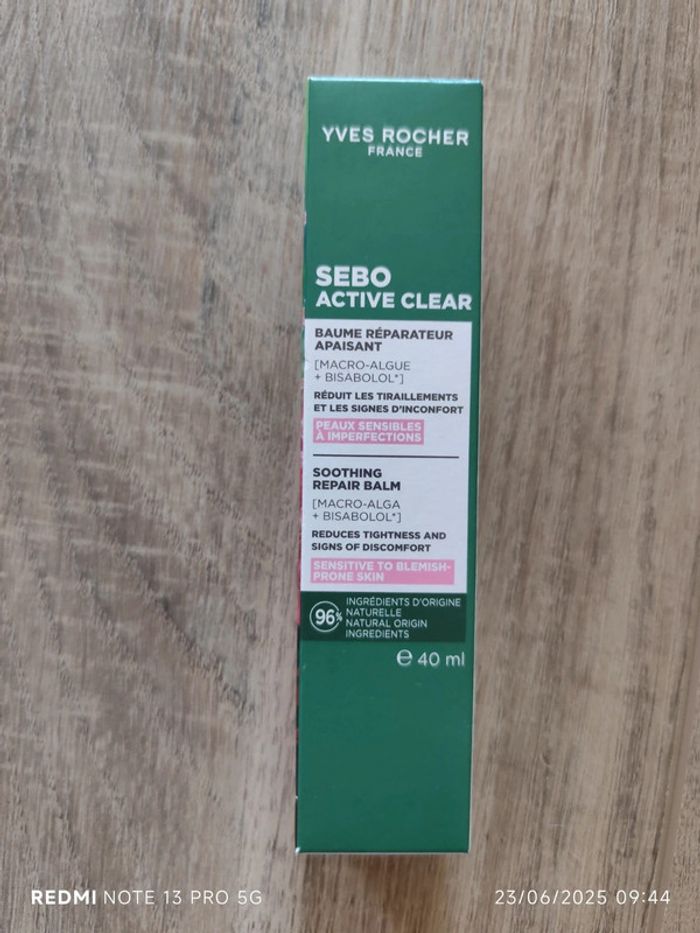 YVES ROCHER
FRANCE
SEBO
ACTIVE CLEAR
BAUME RÉPARATEUR
APAISANT
[MACRO-ALGUE
+ BISABOLOL*]
RÉDUIT LES TIRAILLEMENTS
ET LES SIGNES D'INCONFORT
PEAUX SENSIBLES
À IMPERFECTIONS
SOOTHING
REPAIR BALM
[MACRO-ALGA
+ BISABOLOL*]
REDUCES TIGHTNESS AND
SIGNS OF DISCOMFORT
SENSITIVE TO BLEMISH-
PRONE SKIN
96%
INGRÉDIENTS D'ORIGINE
NATURELLE
NATURAL ORIGIN
INGREDIENTS
e 40 ml
REDMI NOTE 13 PRO 5G
23/06/2025 09:44